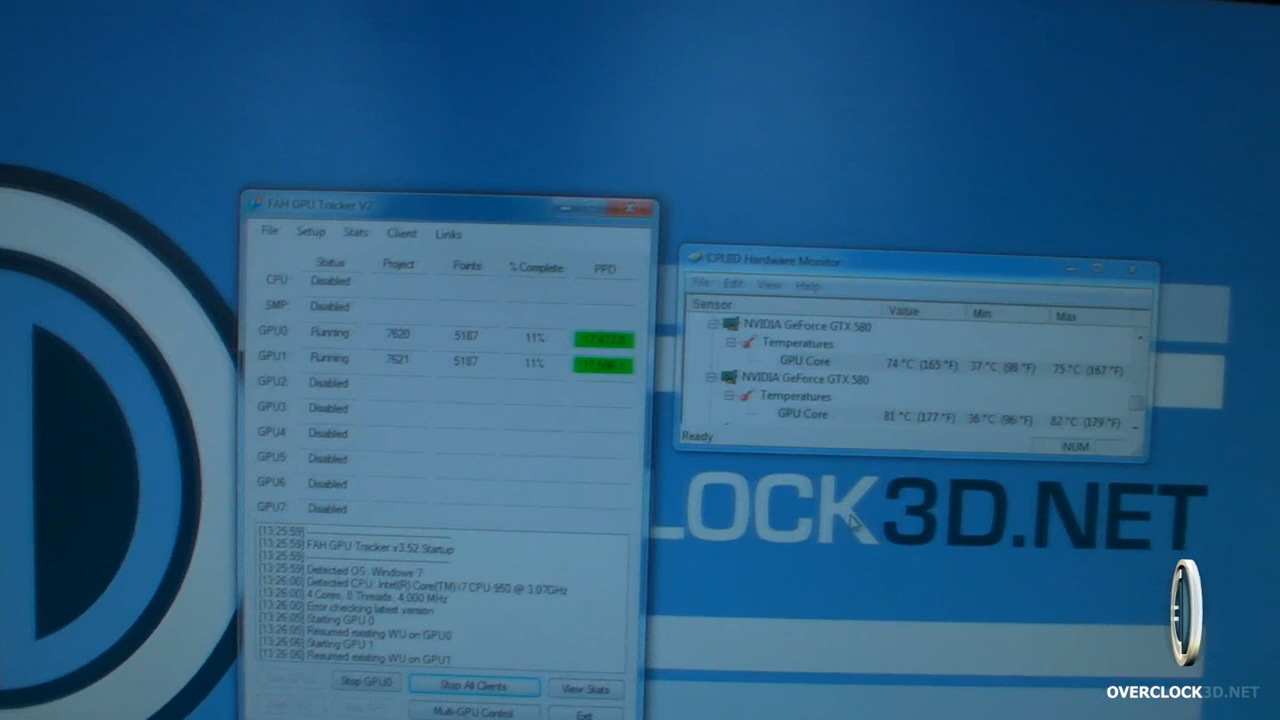 FAH GPU Tracker V2
File Setup Stats Client Links
Status Project Points % Complete PPD
CPU Disabled
SMP Disabled
GPU0 Running 7620 5187 11%
GPU1 Running 7621 5187 11%
GPU2 Disabled
GPU3 Disabled
GPU4 Disabled
GPU5 Disabled
GPU6 Disabled
GPU7 Disabled
[13:25:59]
[13:25:59] FAH GPU Tracker v3.52 Startup
[13:25:59]
[13:25:59] Detected OS: Windows 7
[13:26:00] Detected CPU: Intel(R) Core(TM) i7 CPU 950 @ 3.07GHz
[13:26:00] 4 Cores, 8 Threads, 4,000 MHz
[13:26:00] Error checking latest version
[13:26:05] Starting GPU 0
[13:26:05] Resumed existing WU on GPU0
[13:26:06] Starting GPU 1
[13:26:06] Resumed existing WU on GPU1
Stop GPU0 Stop All Clients View Stats
Multi-GPU Control Exit
CPUID Hardware Monitor
File Edit View Help
Sensor Value Min Max
NVIDIA GeForce GTX 580
Temperatures
GPU Core 74 °C (165 °F) 37 °C (98 °F) 75 °C (167 °F)
NVIDIA GeForce GTX 580
Temperatures
GPU Core 81 °C (177 °F) 36 °C (96 °F) 82 °C (179 °F)
Ready NUM
LOCK3D.NET
OVERCLOCK3D.NET